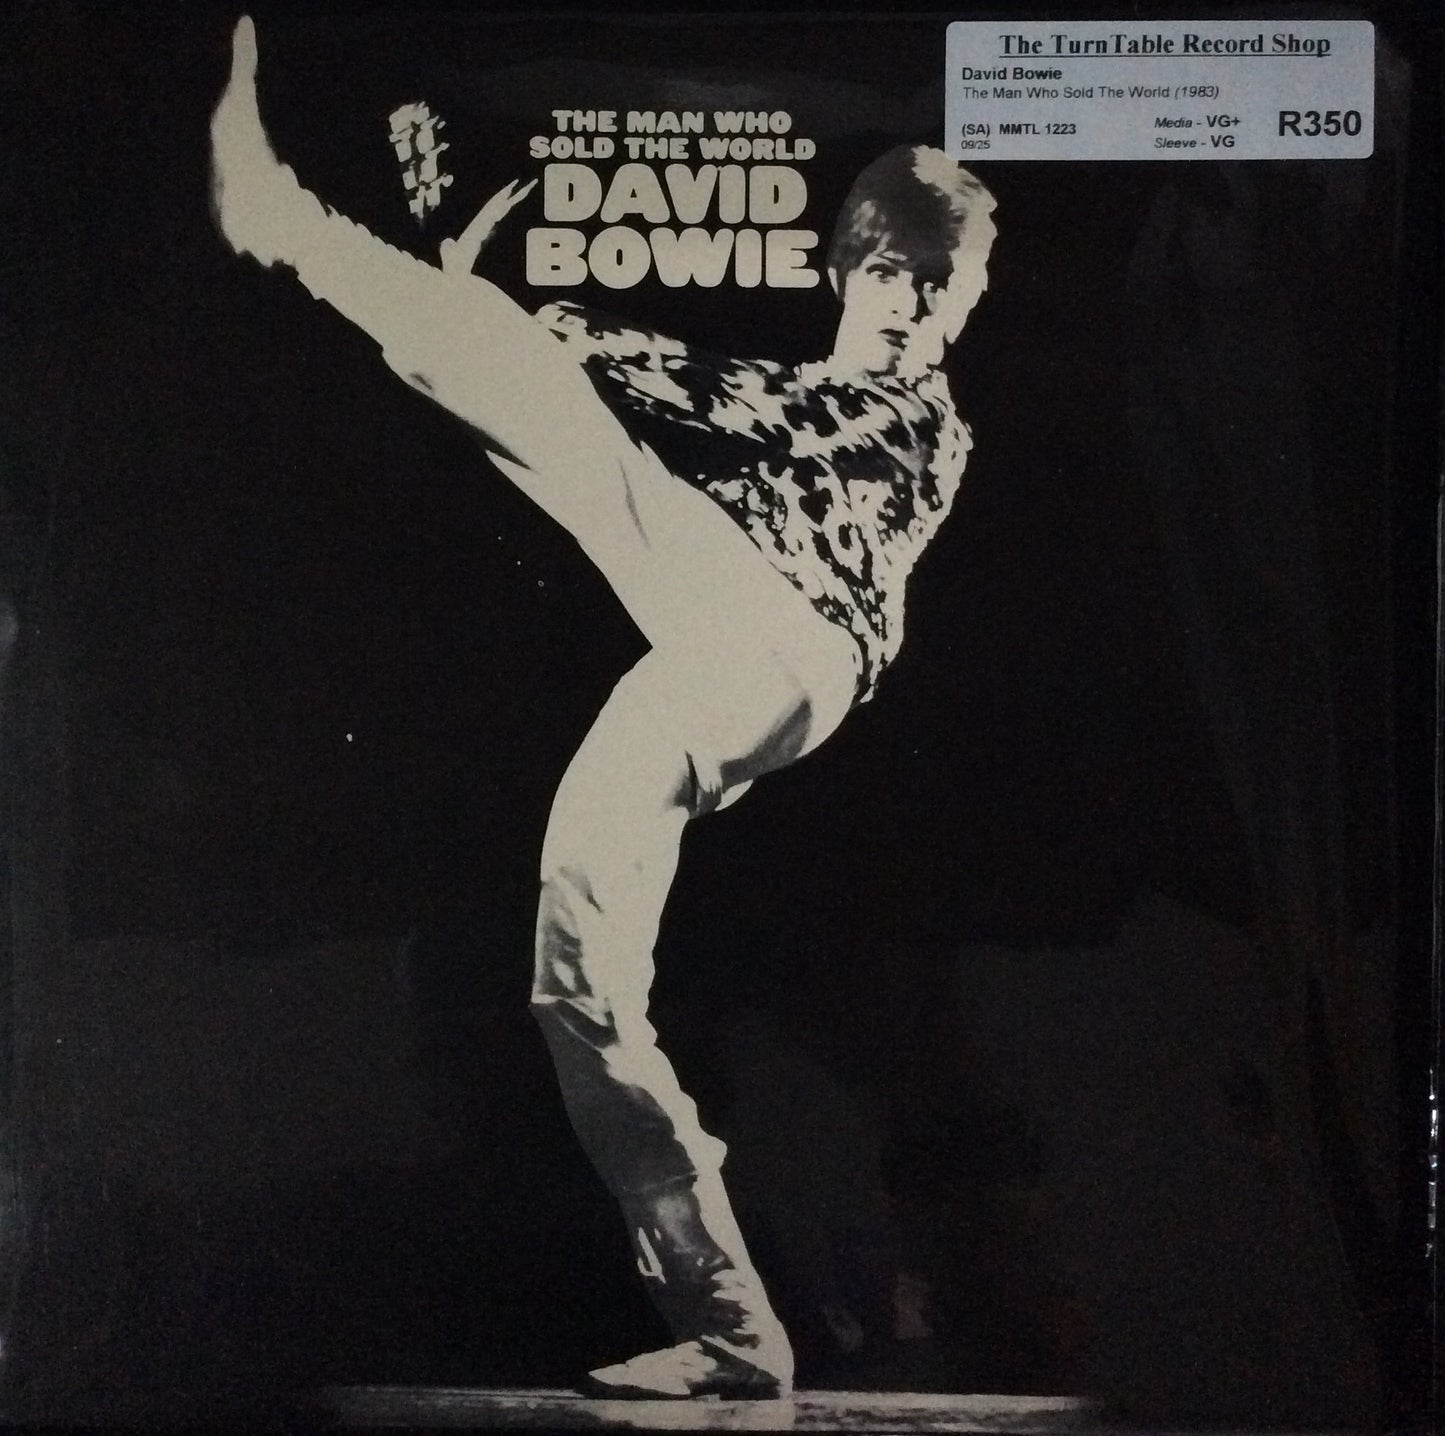 The TurnTable Record Shop
David Bowie
The Man Who Sold The World (1983)
(SA) MMTL 1223
09/25
Media - VG+
Sleeve - VG
R350
THE MAN WHO
SOLD THE WORLD
DAVID
BOWIE